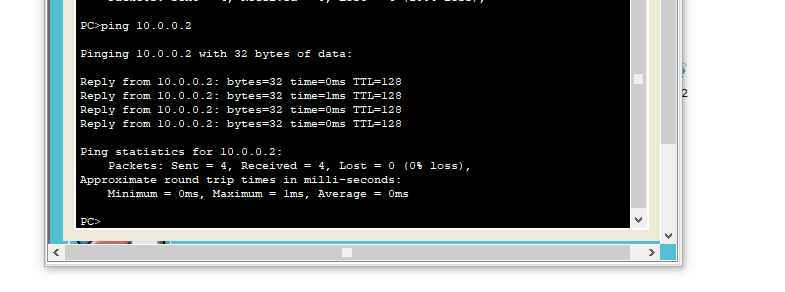 PC>ping 10.0.0.2
Pinging 10.0.0.2 with 32 bytes of data:
Reply from 10.0.0.2: bytes=32 time=0ms TTL=128
Reply from 10.0.0.2: bytes=32 time=1ms TTL=128
Reply from 10.0.0.2: bytes=32 time=0ms TTL=128
Reply from 10.0.0.2: bytes=32 time=0ms TTL=128
Ping statistics for 10.0.0.2:
Packets: Sent = 4, Received = 4, Lost = 0 (0% loss),
Approximate round trip times in milli-seconds:
Minimum = 0ms, Maximum = 1ms, Average = 0ms
PC>
2